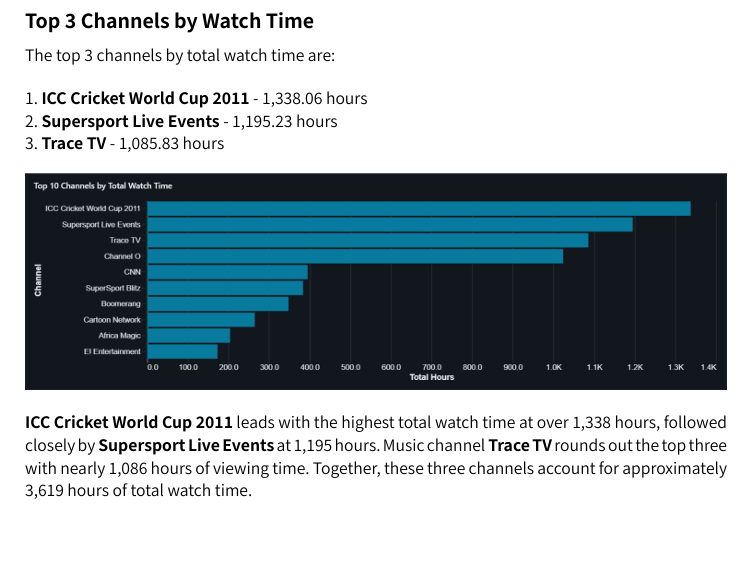 Top 3 Channels by Watch Time
The top 3 channels by total watch time are:
1. ICC Cricket World Cup 2011 - 1,338.06 hours
2. Supersport Live Events - 1,195.23 hours
3. Trace TV - 1,085.83 hours
Top 10 Channels by Total Watch Time
Channel
ICC Cricket World Cup 2011
Supersport Live Events
Trace TV
Channel O
CNN
SuperSport Blitz
Boomerang
Cartoon Network
Africa Magic
E! Entertainment
0.0 100.0 200.0 300.0 400.0 500.0 600.0 700.0 800.0 900.0 1.0K 1.1K 1.2K 1.3K 1.4K
Total Hours
ICC Cricket World Cup 2011 leads with the highest total watch time at over 1,338 hours, followed
closely by Supersport Live Events at 1,195 hours. Music channel Trace TV rounds out the top three
with nearly 1,086 hours of viewing time. Together, these three channels account for approximately
3,619 hours of total watch time.